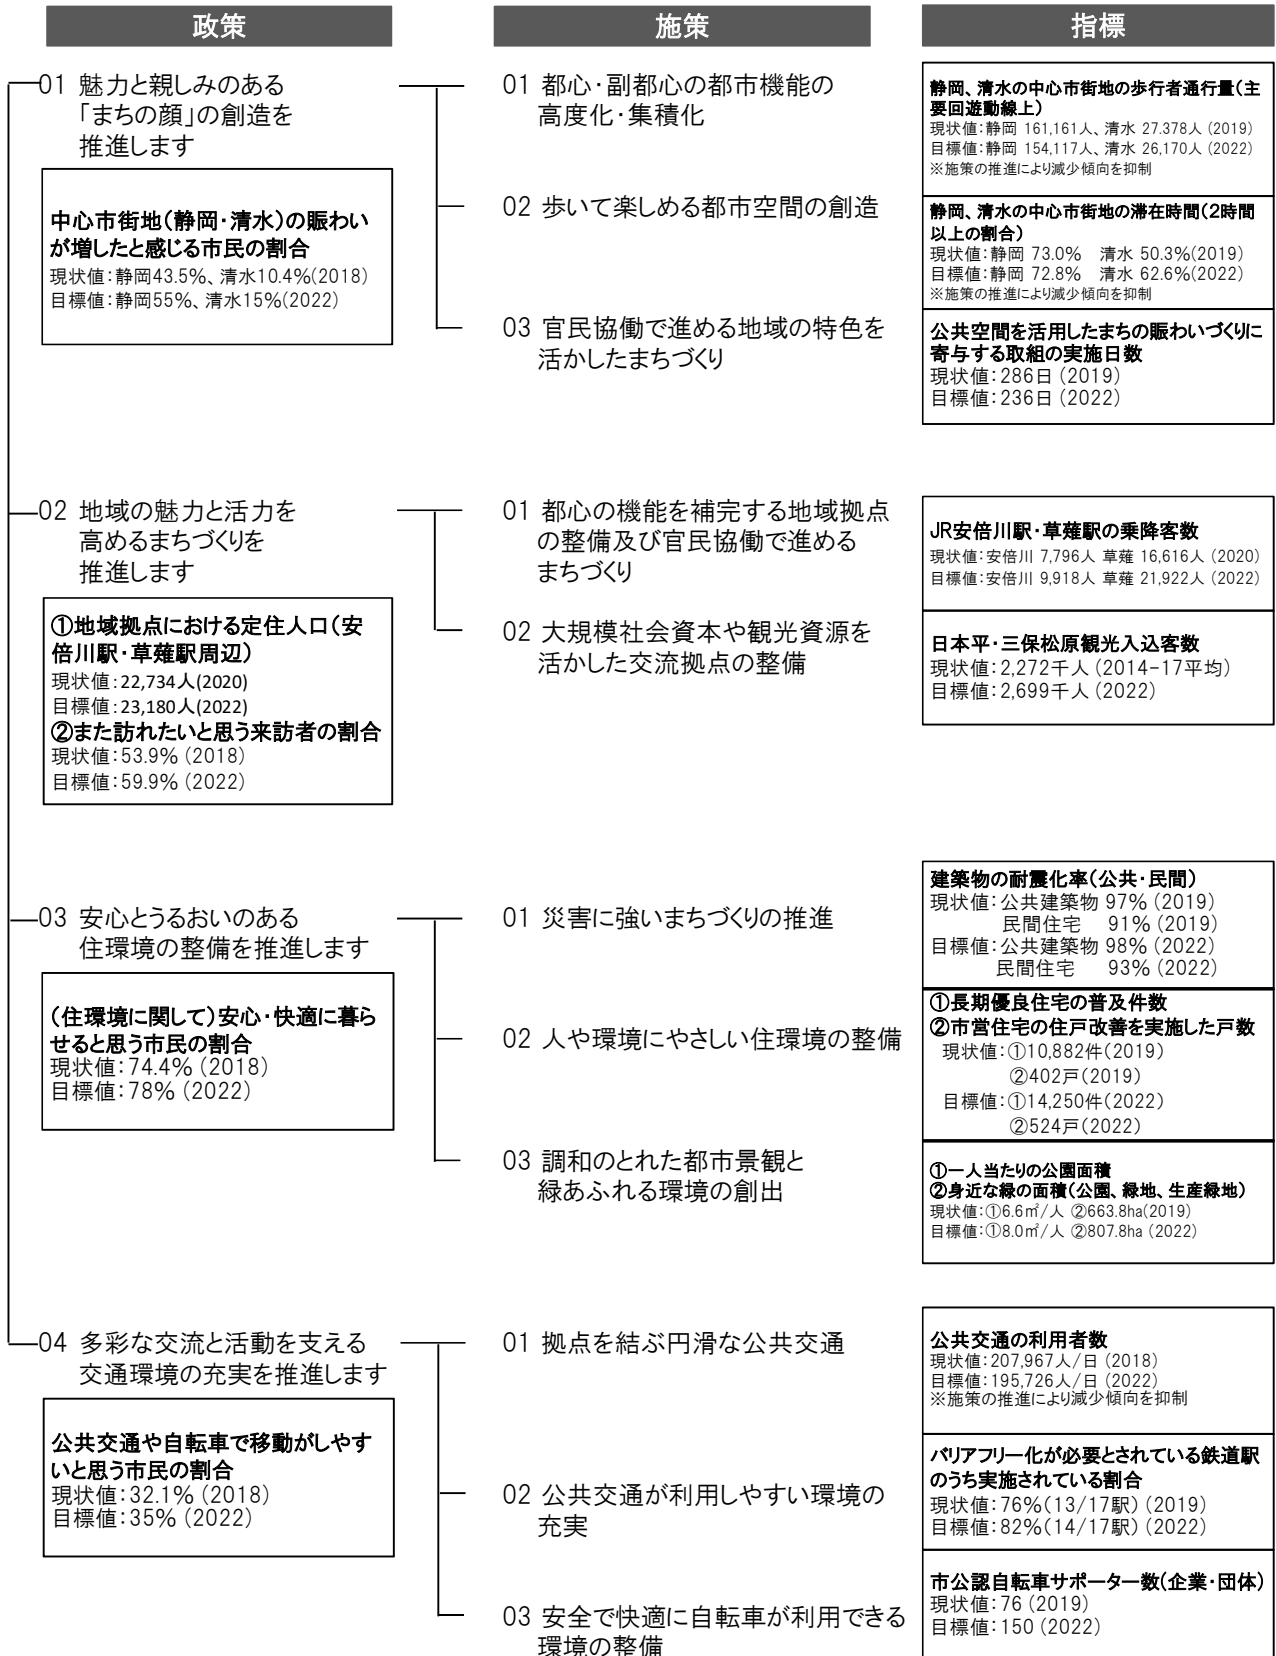 政策
施策
指標
01 魅力と親しみのある
「まちの顔」の創造を
推進します
中心市街地(静岡・清水)の賑わい
が増したと感じる市民の割合
現状値:静岡43.5%、清水10.4%(2018)
目標値:静岡55%、清水15%(2022)
01 都心・副都心の都市機能の
高度化・集積化
02 歩いて楽しめる都市空間の創造
03 官民協働で進める地域の特色を
活かしたまちづくり
静岡、清水の中心市街地の歩行者通行量(主
要回遊動線上)
現状値:静岡 161,161人、清水 27.378人 (2019)
目標値:静岡 154,117人、清水 26,170人 (2022)
※施策の推進により減少傾向を抑制
静岡、清水の中心市街地の滞在時間(2時間
以上の割合)
現状値:静岡 73.0% 清水 50.3%(2019)
目標値:静岡 72.8% 清水 62.6%(2022)
※施策の推進により減少傾向を抑制
公共空間を活用したまちの賑わいづくりに
寄与する取組の実施日数
現状値:286日 (2019)
目標値:236日 (2022)
02 地域の魅力と活力を
高めるまちづくりを
推進します
①地域拠点における定住人口(安
倍川駅・草薙駅周辺)
現状値:22,734人(2020)
目標値:23,180人(2022)
②また訪れたいと思う来訪者の割合
現状値:53.9% (2018)
目標値:59.9% (2022)
01 都心の機能を補完する地域拠点
の整備及び官民協働で進める
まちづくり
02 大規模社会資本や観光資源を
活かした交流拠点の整備
JR安倍川駅・草薙駅の乗降客数
現状値:安倍川 7,796人 草薙 16,616人 (2020)
目標値:安倍川 9,918人 草薙 21,922人 (2022)
日本平・三保松原観光入込客数
現状値:2,272千人 (2014-17平均)
目標値:2,699千人 (2022)
03 安心とうるおいのある
住環境の整備を推進します
(住環境に関して)安心・快適に暮ら
せると思う市民の割合
現状値:74.4% (2018)
目標値:78% (2022)
01 災害に強いまちづくりの推進
02 人や環境にやさしい住環境の整備
03 調和のとれた都市景観と
緑あふれる環境の創出
建築物の耐震化率(公共・民間)
現状値:公共建築物 97% (2019)
民間住宅 91% (2019)
目標値:公共建築物 98% (2022)
民間住宅 93% (2022)
①長期優良住宅の普及件数
②市営住宅の住戸改善を実施した戸数
現状値:①10,882件(2019)
②402戸(2019)
目標値:①14,250件(2022)
②524戸(2022)
①一人当たりの公園面積
②身近な緑の面積(公園、緑地、生産緑地)
現状値:①6.6㎡/人 ②663.8ha(2019)
目標値:①8.0㎡/人 ②807.8ha (2022)
04 多彩な交流と活動を支える
交通環境の充実を推進します
公共交通や自転車で移動がしやす
いと思う市民の割合
現状値:32.1% (2018)
目標値:35% (2022)
01 拠点を結ぶ円滑な公共交通
02 公共交通が利用しやすい環境の
充実
03 安全で快適に自転車が利用できる
環境の整備
公共交通の利用者数
現状値:207,967人/日 (2018)
目標値:195,726人/日 (2022)
※施策の推進により減少傾向を抑制
バリアフリー化が必要とされている鉄道駅
のうち実施されている割合
現状値:76%(13/17駅) (2019)
目標値:82%(14/17駅) (2022)
市公認自転車サポーター数(企業・団体)
現状値:76 (2019)
目標値:150 (2022)